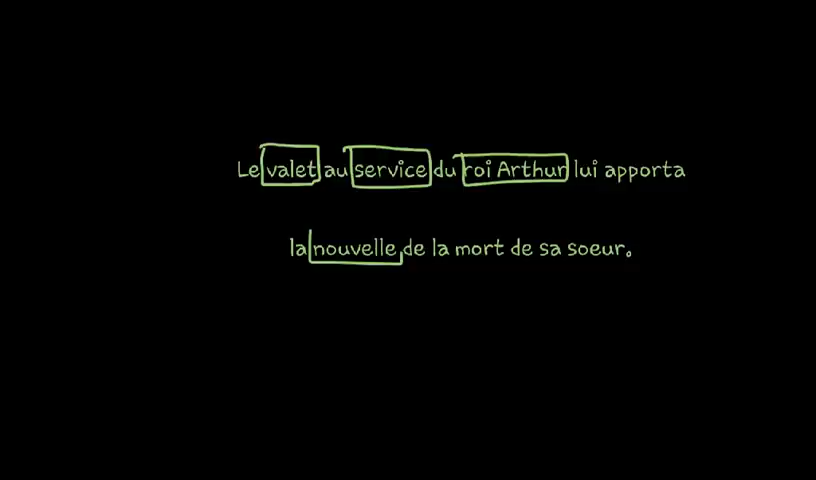 Le valet au service du roi Arthur lui apporta
la nouvelle de la mort de sa soeur.